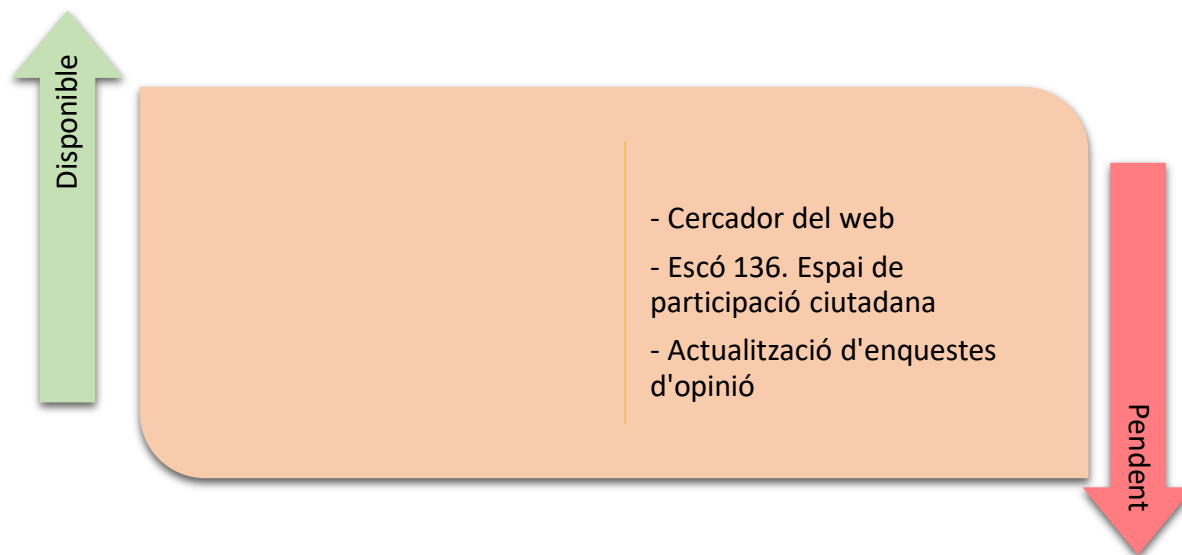 Disponible
- Cercador del web
- Escó 136. Espai de
participació ciutadana
- Actualització d'enquestes
d'opinió
Pendent